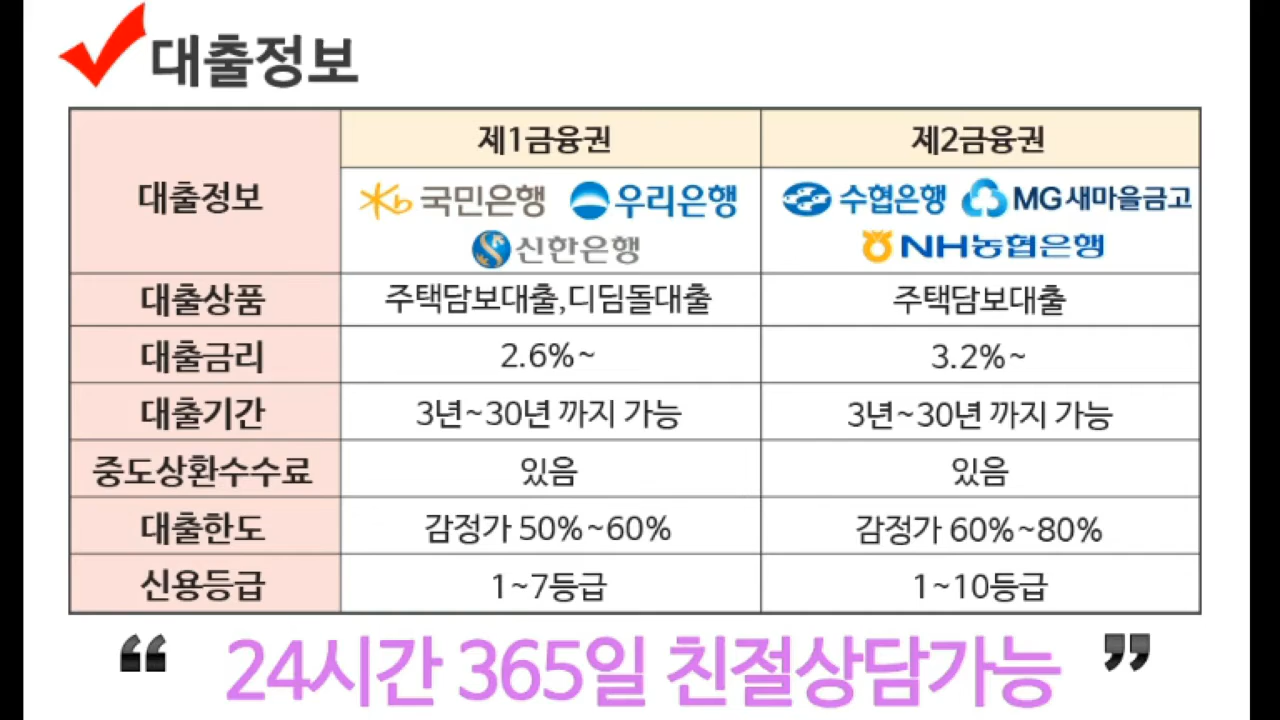 대출정보
대출정보 제1금융권 제2금융권
Kb 국민은행 우리은행 수협은행 MG새마을금고
신한은행 NH농협은행
대출상품 주택담보대출,디딤돌대출 주택담보대출
대출금리 2.6%~ 3.2%~
대출기간 3년~30년 까지 가능 3년~30년 까지 가능
중도상환수수료 있음 있음
대출한도 감정가 50%~60% 감정가 60%~80%
신용등급 1~7등급 1~10등급
“ 24시간 365일 친절상담가능 ”